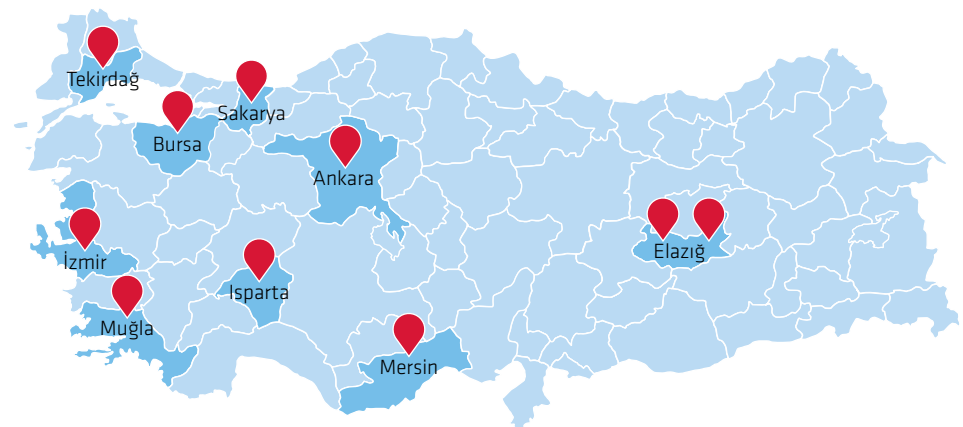 Tekirdağ
Sakarya
Bursa
Ankara
Elazığ
İzmir
Isparta
Muğla
Mersin